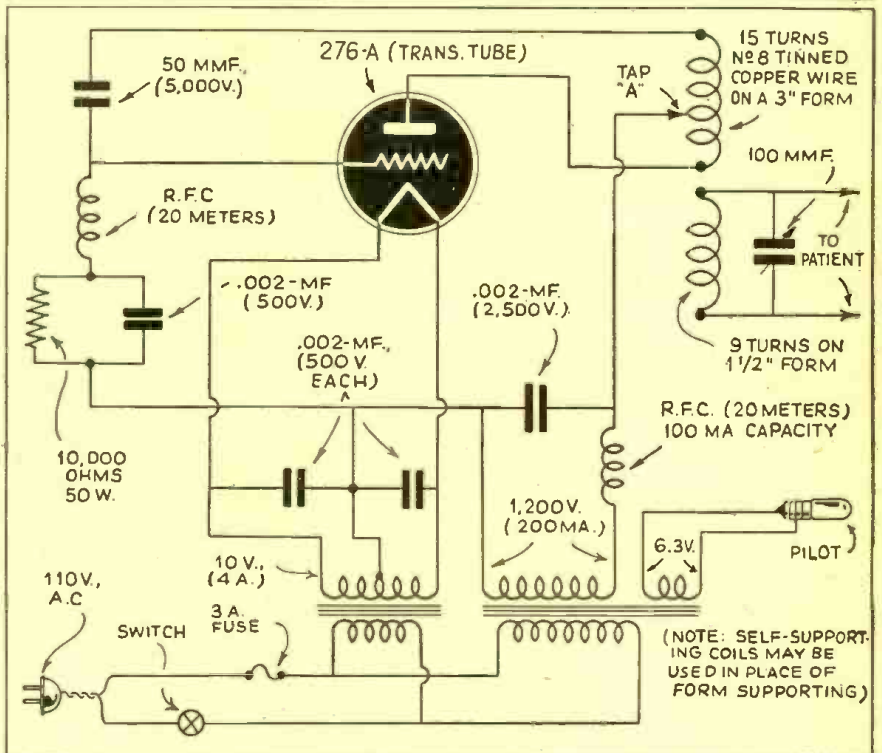 276-A (TRANS. TUBE)
50 MMF.
(5,000V.)
TAP
"A"
15 TURNS
Nº8 TINNED
COPPER WIRE
ON A 3" FORM
100 MMF.
R.F.C
(20 METERS)
TO
PATIENT
.002-MF
(500V.)
.002-MF.
(2,500V.)
.002-MF.,
(500 V.
EACH)
9 TURNS ON
1 1/2" FORM
R.F.C. (20 METERS)
100 MA CAPACITY
10,000
OHMS
50 W.
1,200V.
(200MA.)
10 V.,
(4 A.)
6.3V.
PILOT
110V.,
A.C
SWITCH
3 A.
FUSE
(NOTE: SELF-SUPPORT-
ING COILS MAY BE
USED IN PLACE OF
FORM SUPPORTING)